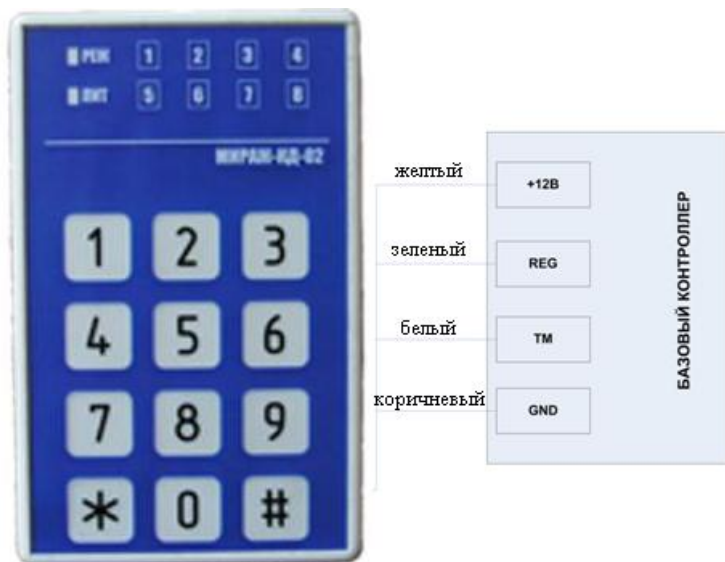 РЕЖ 1 2 3 4
ПИТ 5 6 7 8
МИРАЖ-КД-02
1 2 3
4 5 6
7 8 9
* 0 #
желтый
+12В
зеленый
REG
белый
ТМ
коричневый
GND
БАЗОВЫЙ КОНТРОЛЛЕР